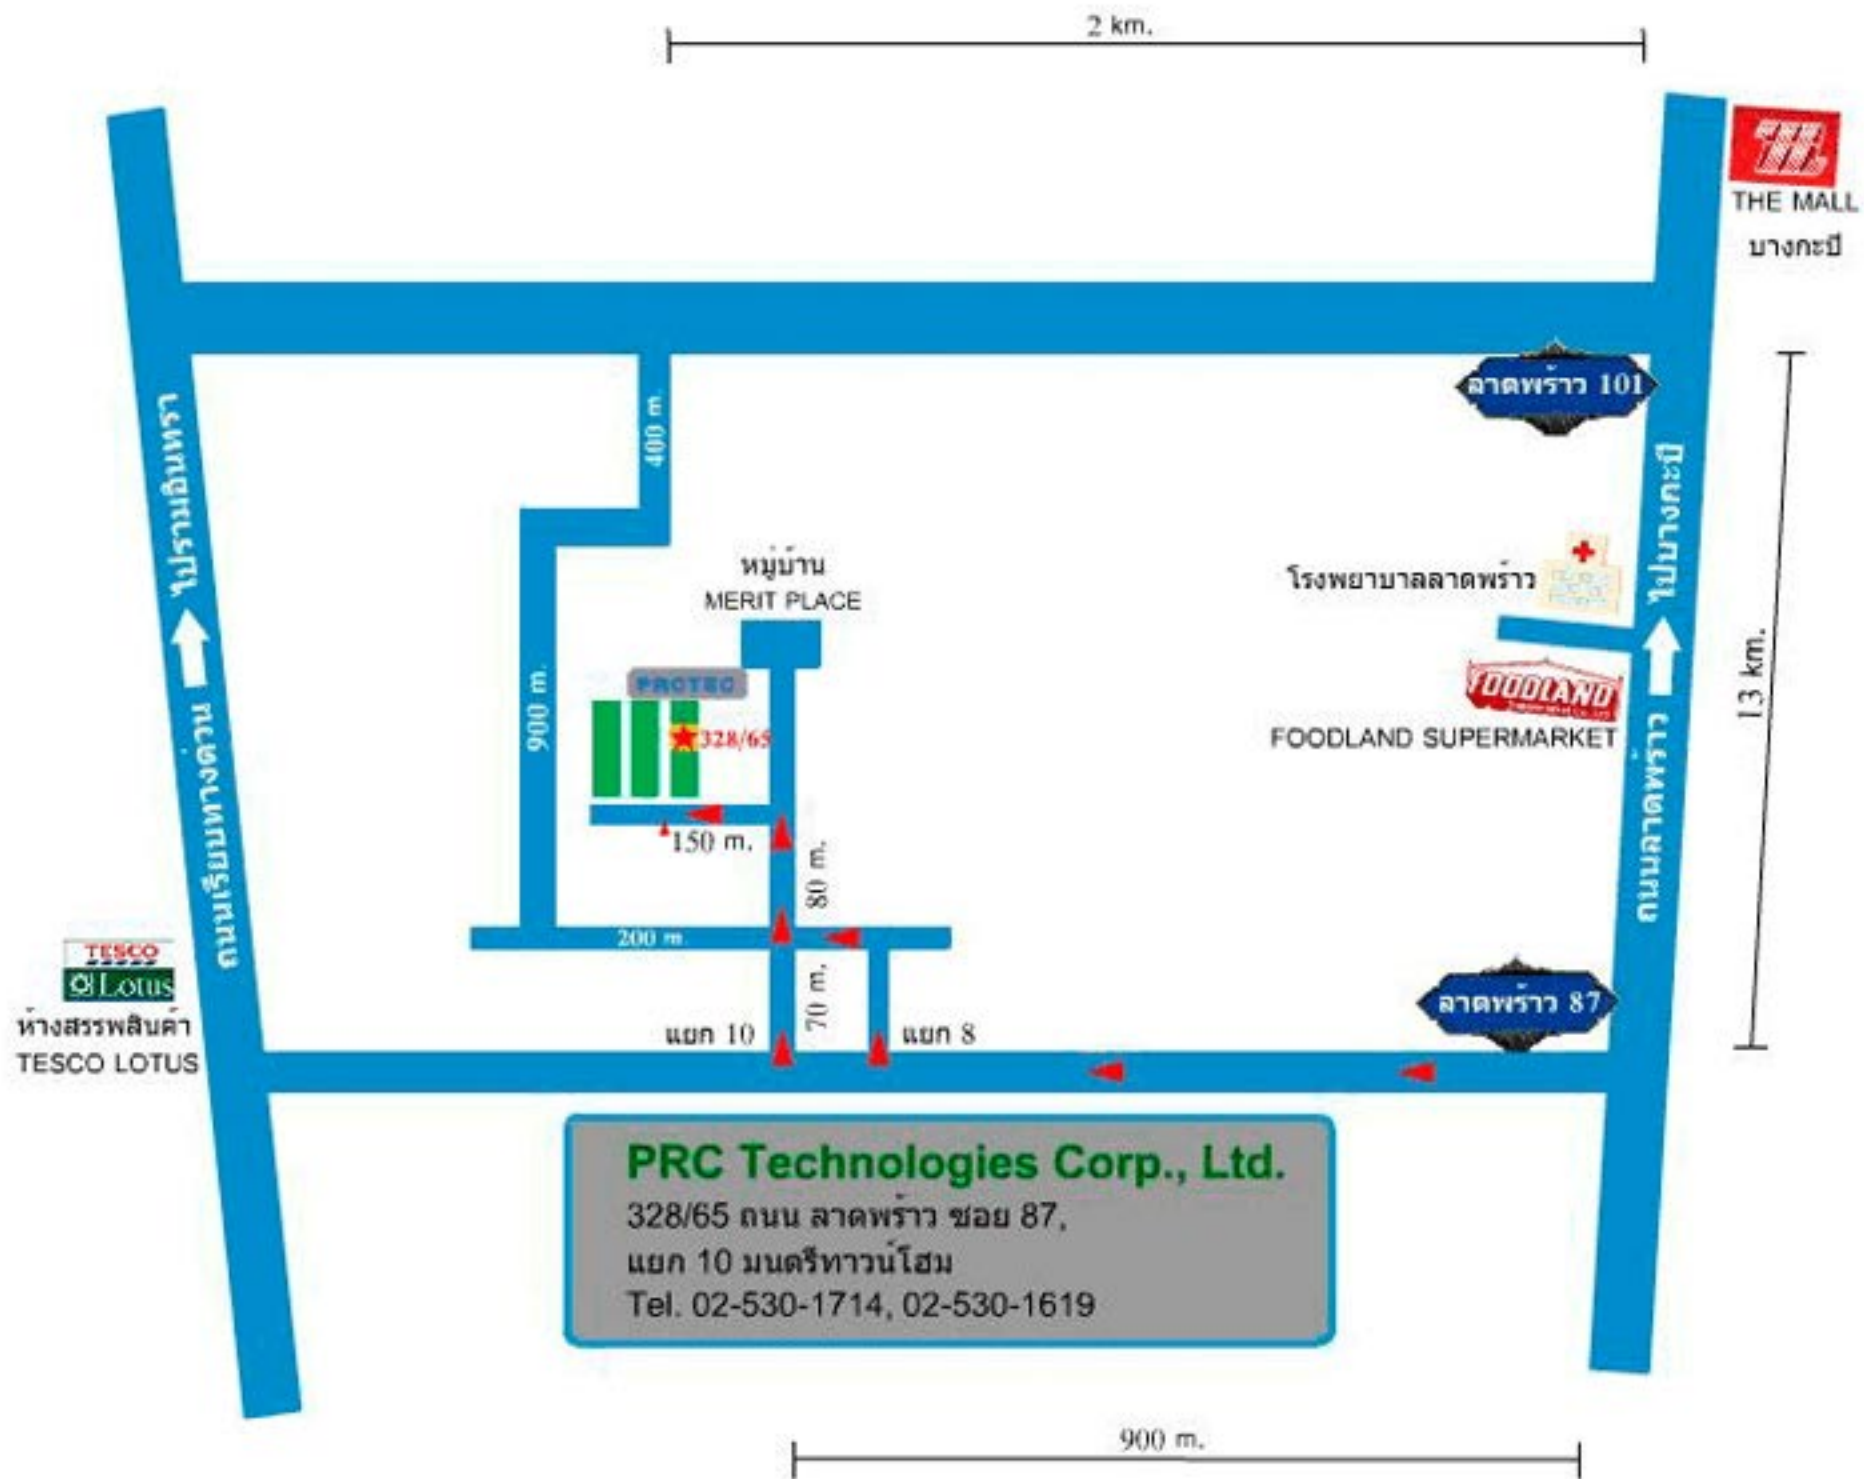 2 km.
THE MALL
บางกะปี
ลาดพร้าว 101
400 m.
ไปรามอินทรา
ไปบางกะปี
หมู่บ้าน
MERIT PLACE
โรงพยาบาลลาดพร้าว
PROTEC
328/65
900 m.
FOODLAND
FOODLAND SUPERMARKET
13 km.
ถนนเรียบทางด่วน
ถนนลาดพร้าว
150 m.
80 m.
200 m.
TESCO
Lotus
ห้างสรรพสินค้า
TESCO LOTUS
70 m.
แยก 10
แยก 8
ลาดพร้าว 87
PRC Technologies Corp., Ltd.
328/65 ถนน ลาดพร้าว ซอย 87,
แยก 10 มนตรีทาวน์โฮม
Tel. 02-530-1714, 02-530-1619
900 m.